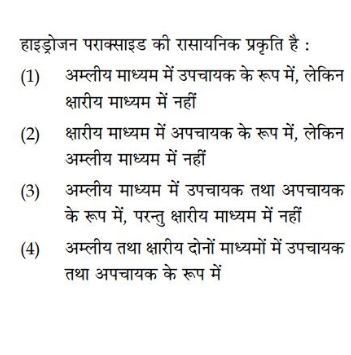 हाइड्रोजन पराक्साइड की रासायनिक प्रकृति है :
(1) अम्लीय माध्यम में उपचायक के रूप में, लेकिन
क्षारीय माध्यम में नहीं
(2) क्षारीय माध्यम में अपचायक के रूप में, लेकिन
अम्लीय माध्यम में नहीं
(3) अम्लीय माध्यम में उपचायक तथा अपचायक
के रूप में, परन्तु क्षारीय माध्यम में नहीं
(4) अम्लीय तथा क्षारीय दोनों माध्यमों में उपचायक
तथा अपचायक के रूप में